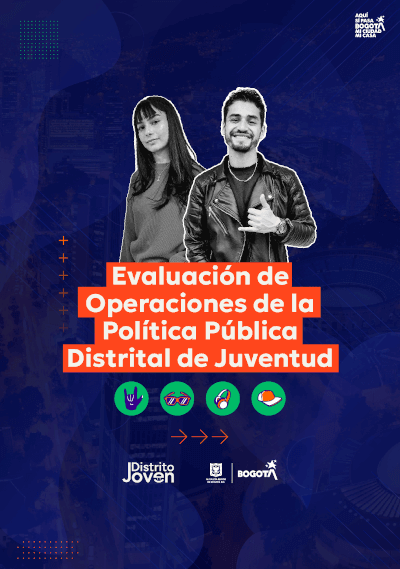 AQUÍ
SÍ PASA
BOGOTÁ
MI CIUDAD
MI CASA
Evaluación de
Operaciones de la
Política Pública
Distrital de Juventud
Distrito
Joven
ALCALDÍA MAYOR
DE BOGOTÁ D.C.
BOGOTÁ